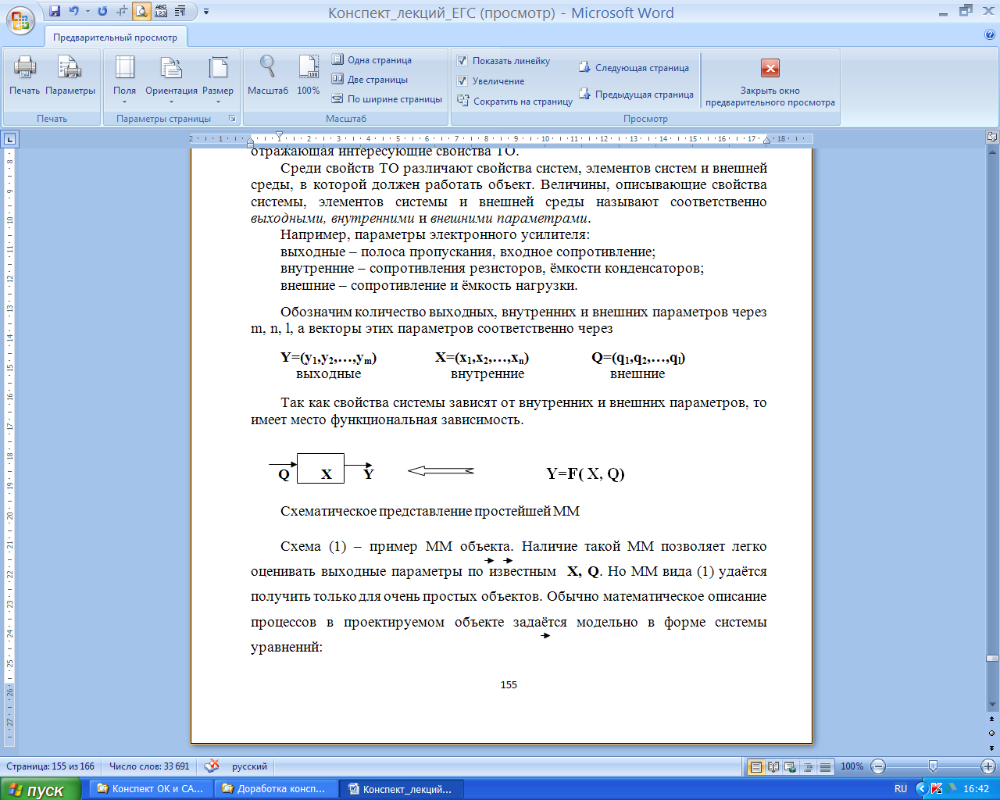 Конспект_лекций_ЕГС (просмотр) - Microsoft Word
Предварительный просмотр
Печать
Параметры
Поля
Ориентация
Размер
Масштаб
100%
Одна страница
Две страницы
По ширине страницы
Показать линейку
Увеличение
Сократить на страницу
Следующая страница
Предыдущая страница
Закрыть окно
предварительного просмотра
Печать
Параметры страницы
Масштаб
Просмотр
отражающая интересующие свойства ТО.
Среди свойств ТО различают свойства систем, элементов систем и внешней
среды, в которой должен работать объект. Величины, описывающие свойства
системы, элементов системы и внешней среды называют соответственно
выходными, внутренними и внешними параметрами.
Например, параметры электронного усилителя:
выходные – полоса пропускания, входное сопротивление;
внутренние – сопротивления резисторов, ёмкости конденсаторов;
внешние – сопротивление и ёмкость нагрузки.
Обозначим количество выходных, внутренних и внешних параметров через
m, n, l, а векторы этих параметров соответственно через
Y=(y1,y2,…,ym) X=(x1,x2,…,xn) Q=(q1,q2,…,ql)
выходные внутренние внешние
Так как свойства системы зависят от внутренних и внешних параметров, то
имеет место функциональная зависимость.
Q X Y Y=F( X, Q)
Схематическое представление простейшей ММ
Схема (1) – пример ММ объекта. Наличие такой ММ позволяет легко
оценивать выходные параметры по известным X, Q. Но ММ вида (1) удаётся
получить только для очень простых объектов. Обычно математическое описание
процессов в проектируемом объекте задаётся модельно в форме системы
уравнений:
155
Страница: 155 из 166
Число слов: 33 691
русский
100%
пуск
Конспект ОК и СА...
Доработка консп...
Конспект_лекций...
RU
16:42